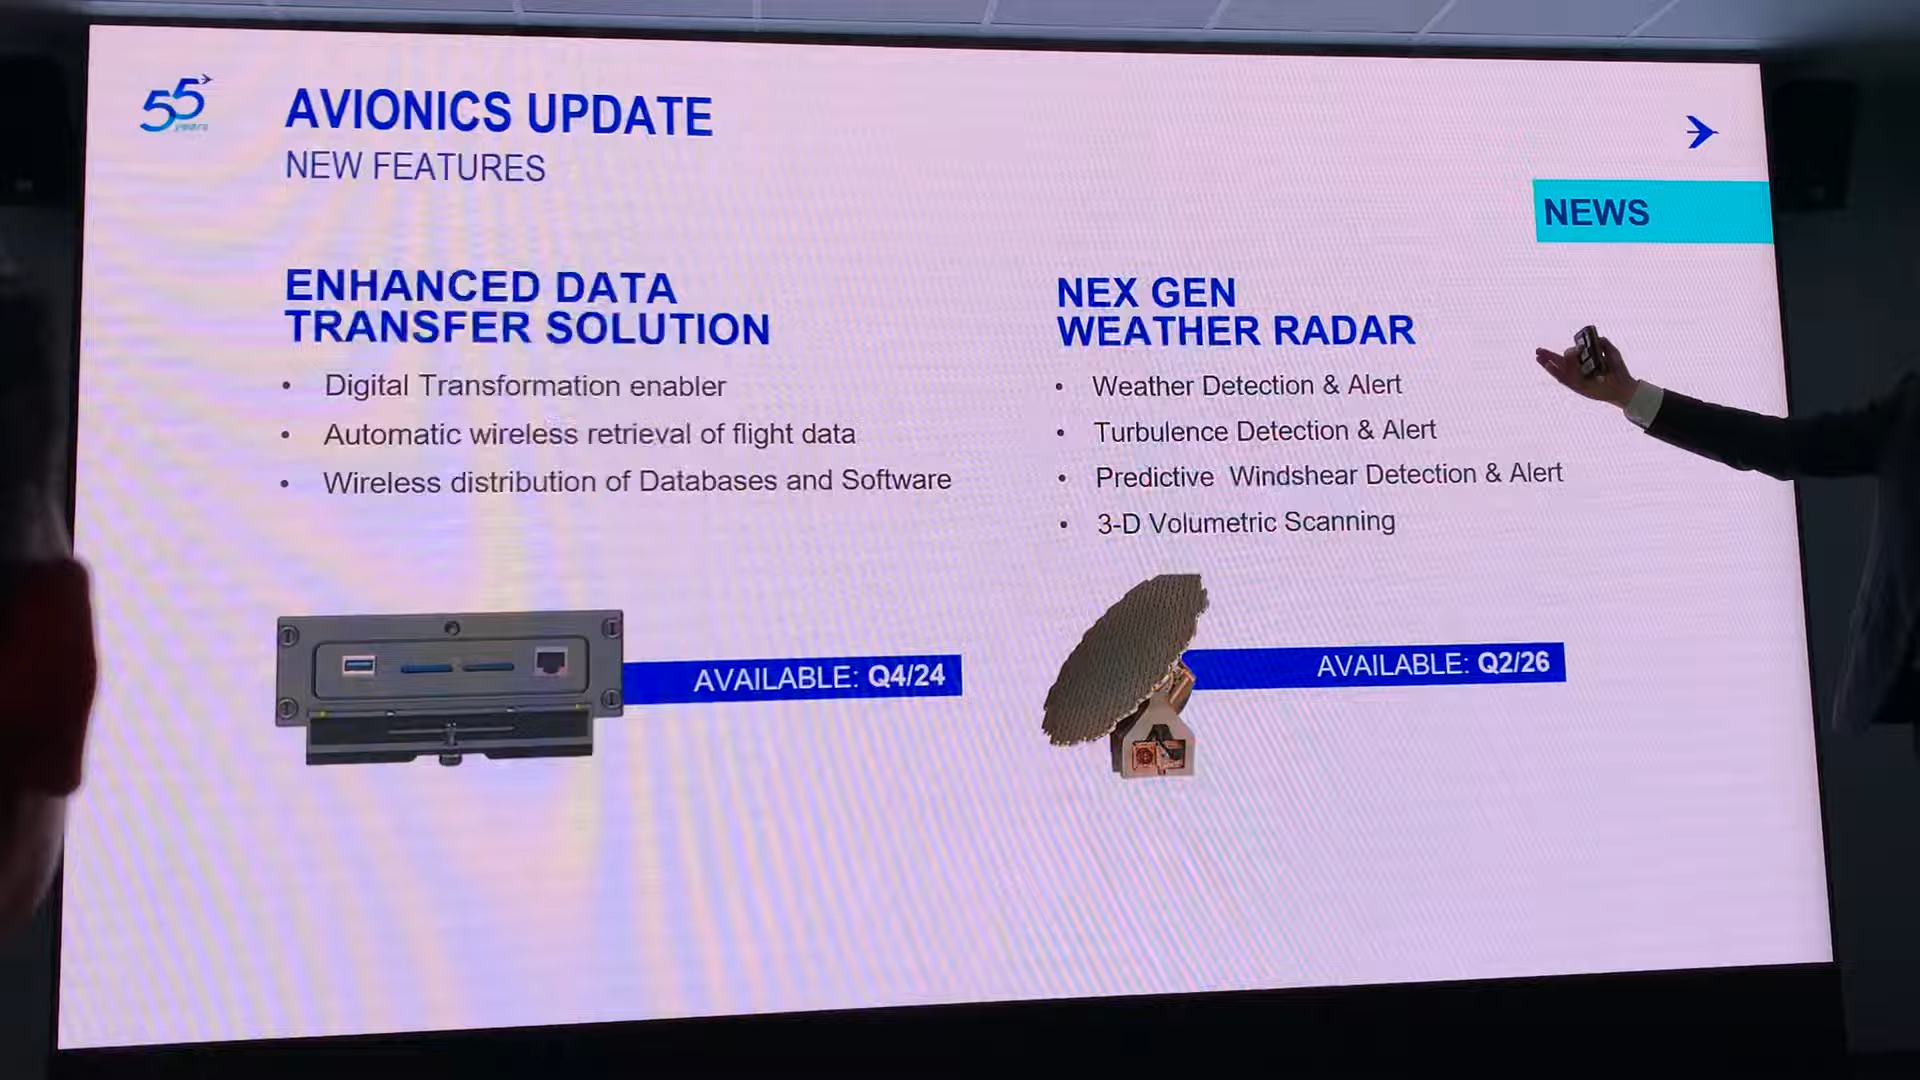 55
years
AVIONICS UPDATE
NEW FEATURES
NEWS
ENHANCED DATA
TRANSFER SOLUTION
• Digital Transformation enabler
• Automatic wireless retrieval of flight data
• Wireless distribution of Databases and Software
AVAILABLE: Q4/24
NEX GEN
WEATHER RADAR
• Weather Detection & Alert
• Turbulence Detection & Alert
• Predictive Windshear Detection & Alert
• 3-D Volumetric Scanning
AVAILABLE: Q2/26